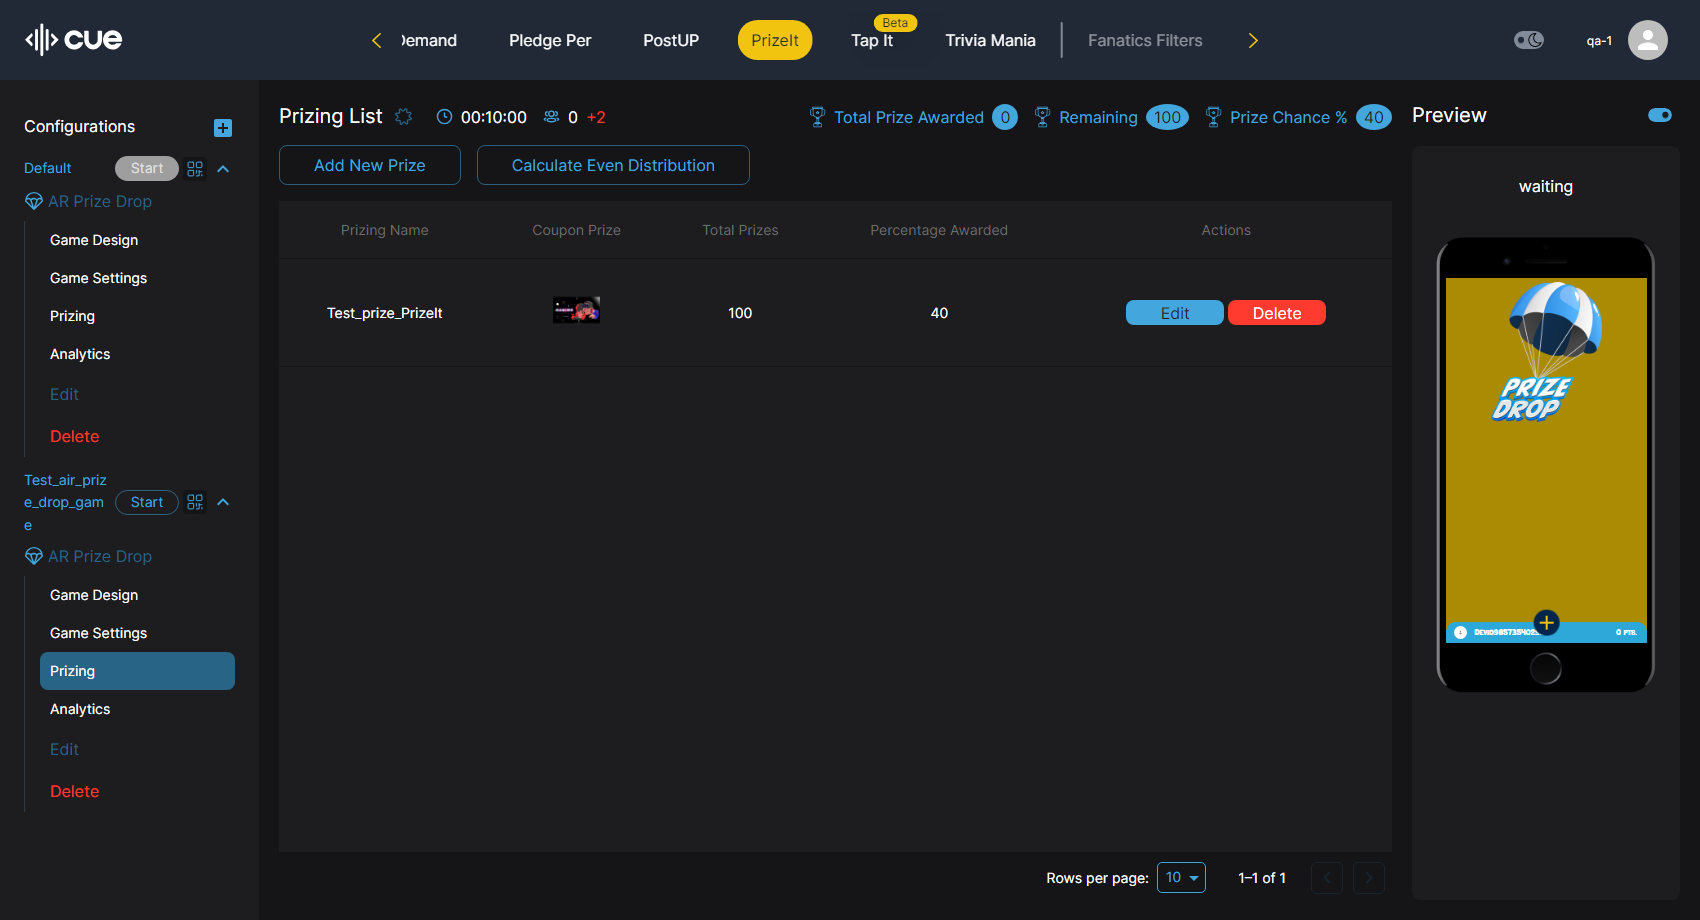 cue
Demand
Pledge Per
PostUP
PrizeIt
Tap It
Beta
Trivia Mania
Fanatics Filters
qa-1
Configurations
Default
Start
AR Prize Drop
Game Design
Game Settings
Prizing
Analytics
Edit
Delete
Test_air_priz
e_drop_gam
e
Start
AR Prize Drop
Game Design
Game Settings
Prizing
Analytics
Edit
Delete
Prizing List
00:10:00
0 +2
Total Prize Awarded 0
Remaining 100
Prize Chance % 40
Add New Prize
Calculate Even Distribution
Prizing Name
Coupon Prize
Total Prizes
Percentage Awarded
Actions
Test_prize_PrizeIt
100
40
Edit
Delete
Rows per page: 10
1–1 of 1
Preview
waiting
PRIZE
DROP
0 PTS.